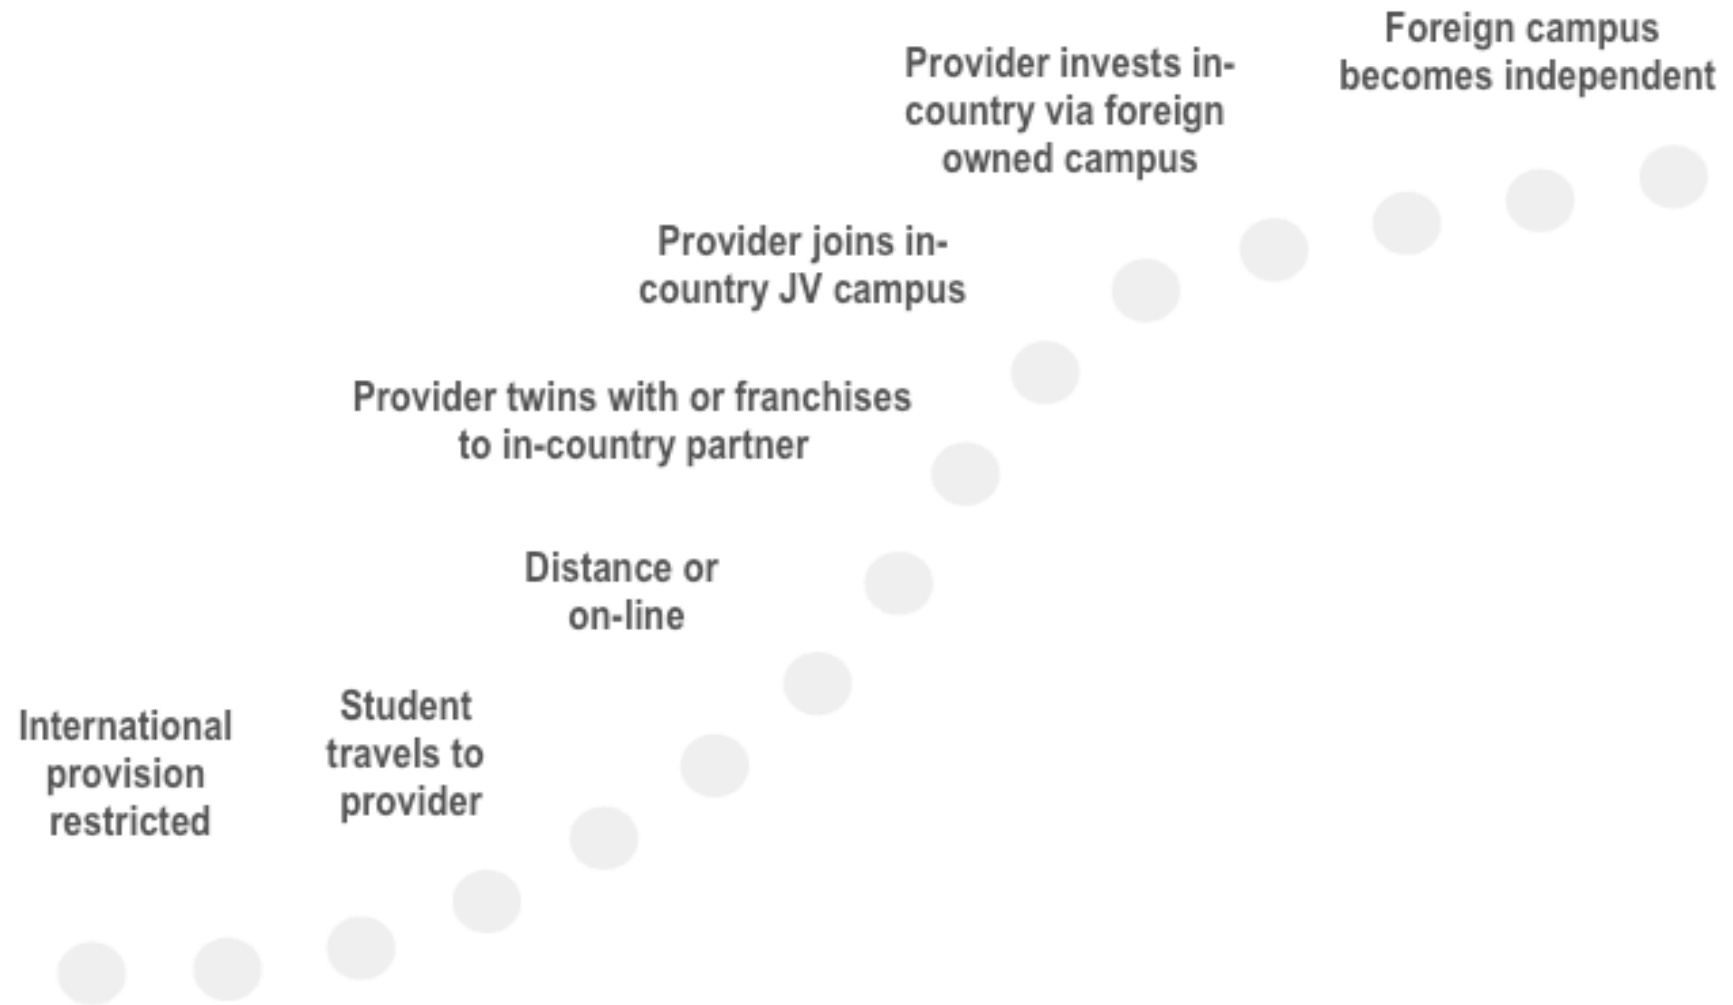 International
provision
restricted
Student
travels to
provider
Distance or
on-line
Provider twins with or franchises
to in-country partner
Provider joins in-
country JV campus
Provider invests in-
country via foreign
owned campus
Foreign campus
becomes independent